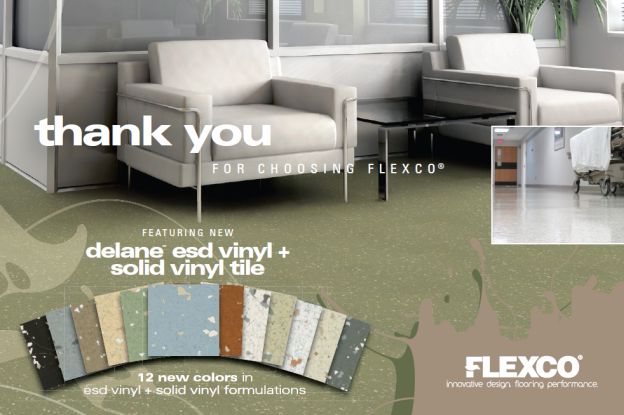 thank you
FOR CHOOSING FLEXCO®
FEATURING NEW
delane™ esd vinyl +
solid vinyl tile
12 new colors in
esd vinyl + solid vinyl formulations
FLEXCO®
innovative design. flooring performance.